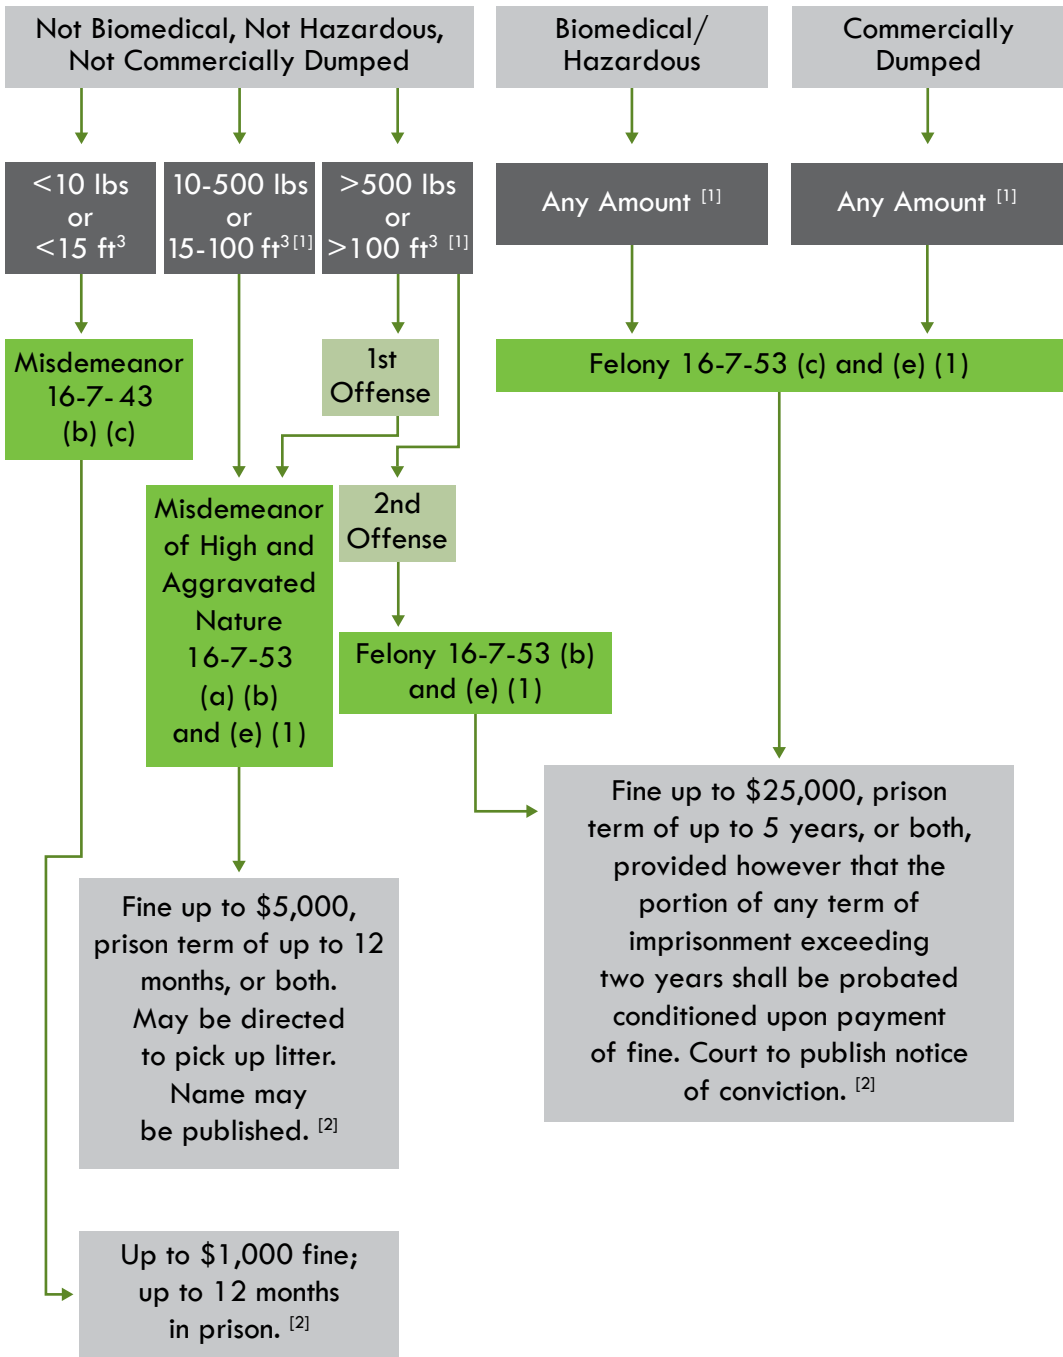 Not Biomedical, Not Hazardous,
Not Commercially Dumped
Biomedical/
Hazardous
Commercially
Dumped
<10 lbs
or
<15 ft³
10-500 lbs
or
15-100 ft³ [1]
>500 lbs
or
>100 ft³ [1]
Any Amount [1]
Any Amount [1]
Misdemeanor
16-7- 43
(b) (c)
1st
Offense
Felony 16-7-53 (c) and (e) (1)
Misdemeanor
of High and
Aggravated
Nature
16-7-53
(a) (b)
and (e) (1)
2nd
Offense
Felony 16-7-53 (b)
and (e) (1)
Fine up to $25,000, prison
term of up to 5 years, or both,
provided however that the
portion of any term of
imprisonment exceeding
two years shall be probated
conditioned upon payment
of fine. Court to publish notice
of conviction. [2]
Fine up to $5,000,
prison term of up to 12
months, or both.
May be directed
to pick up litter.
Name may
be published. [2]
Up to $1,000 fine;
up to 12 months
in prison. [2]